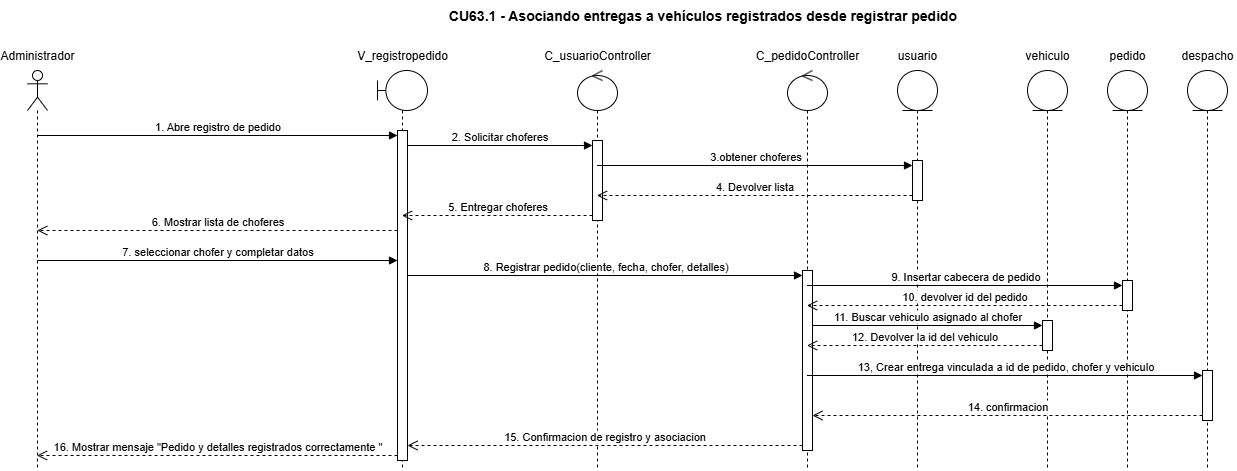 CU63.1 - Asociando entregas a vehículos registrados desde registrar pedido
Administrador
V_registropedido
C_usuarioController
C_pedidoController
usuario
vehiculo
pedido
despacho
1. Abre registro de pedido
2. Solicitar choferes
3.obtener choferes
4. Devolver lista
5. Entregar choferes
6. Mostrar lista de choferes
7. seleccionar chofer y completar datos
8. Registrar pedido(cliente, fecha, chofer, detalles)
9. Insertar cabecera de pedido
10. devolver id del pedido
11. Buscar vehiculo asignado al chofer
12. Devolver la id del vehiculo
13, Crear entrega vinculada a id de pedido, chofer y vehiculo
14. confirmacion
15. Confirmacion de registro y asociacion
16. Mostrar mensaje "Pedido y detalles registrados correctamente "